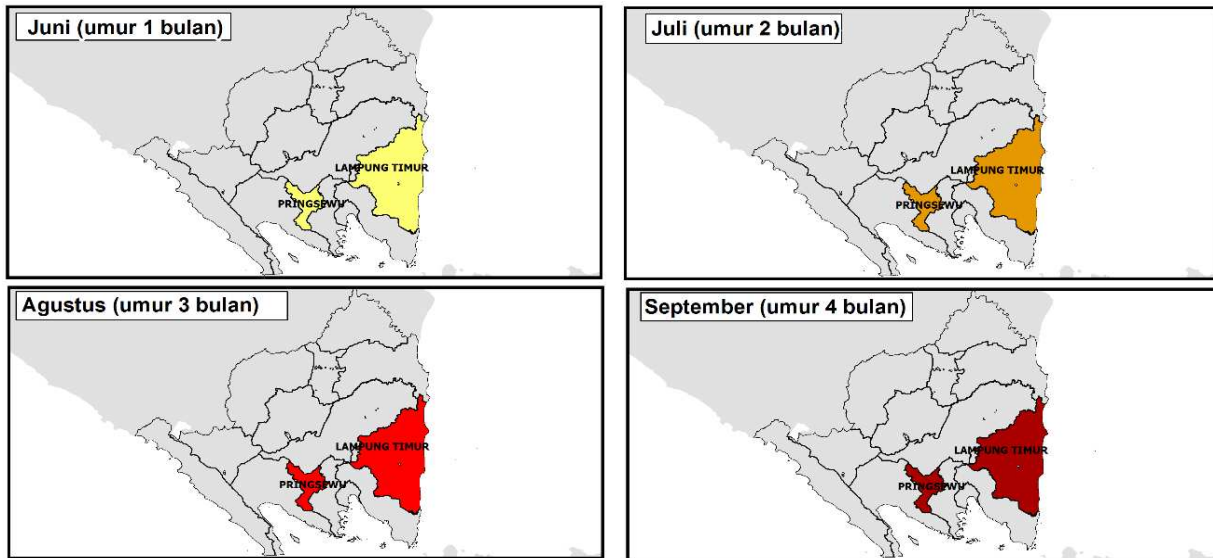 Juni (umur 1 bulan)
LAMPUNG TIMUR
PRINGSEWU
Juli (umur 2 bulan)
LAMPUNG TIMUR
PRINGSEWU
Agustus (umur 3 bulan)
LAMPUNG TIMUR
PRINGSEWU
September (umur 4 bulan)
LAMPUNG TIMUR
PRINGSEWU